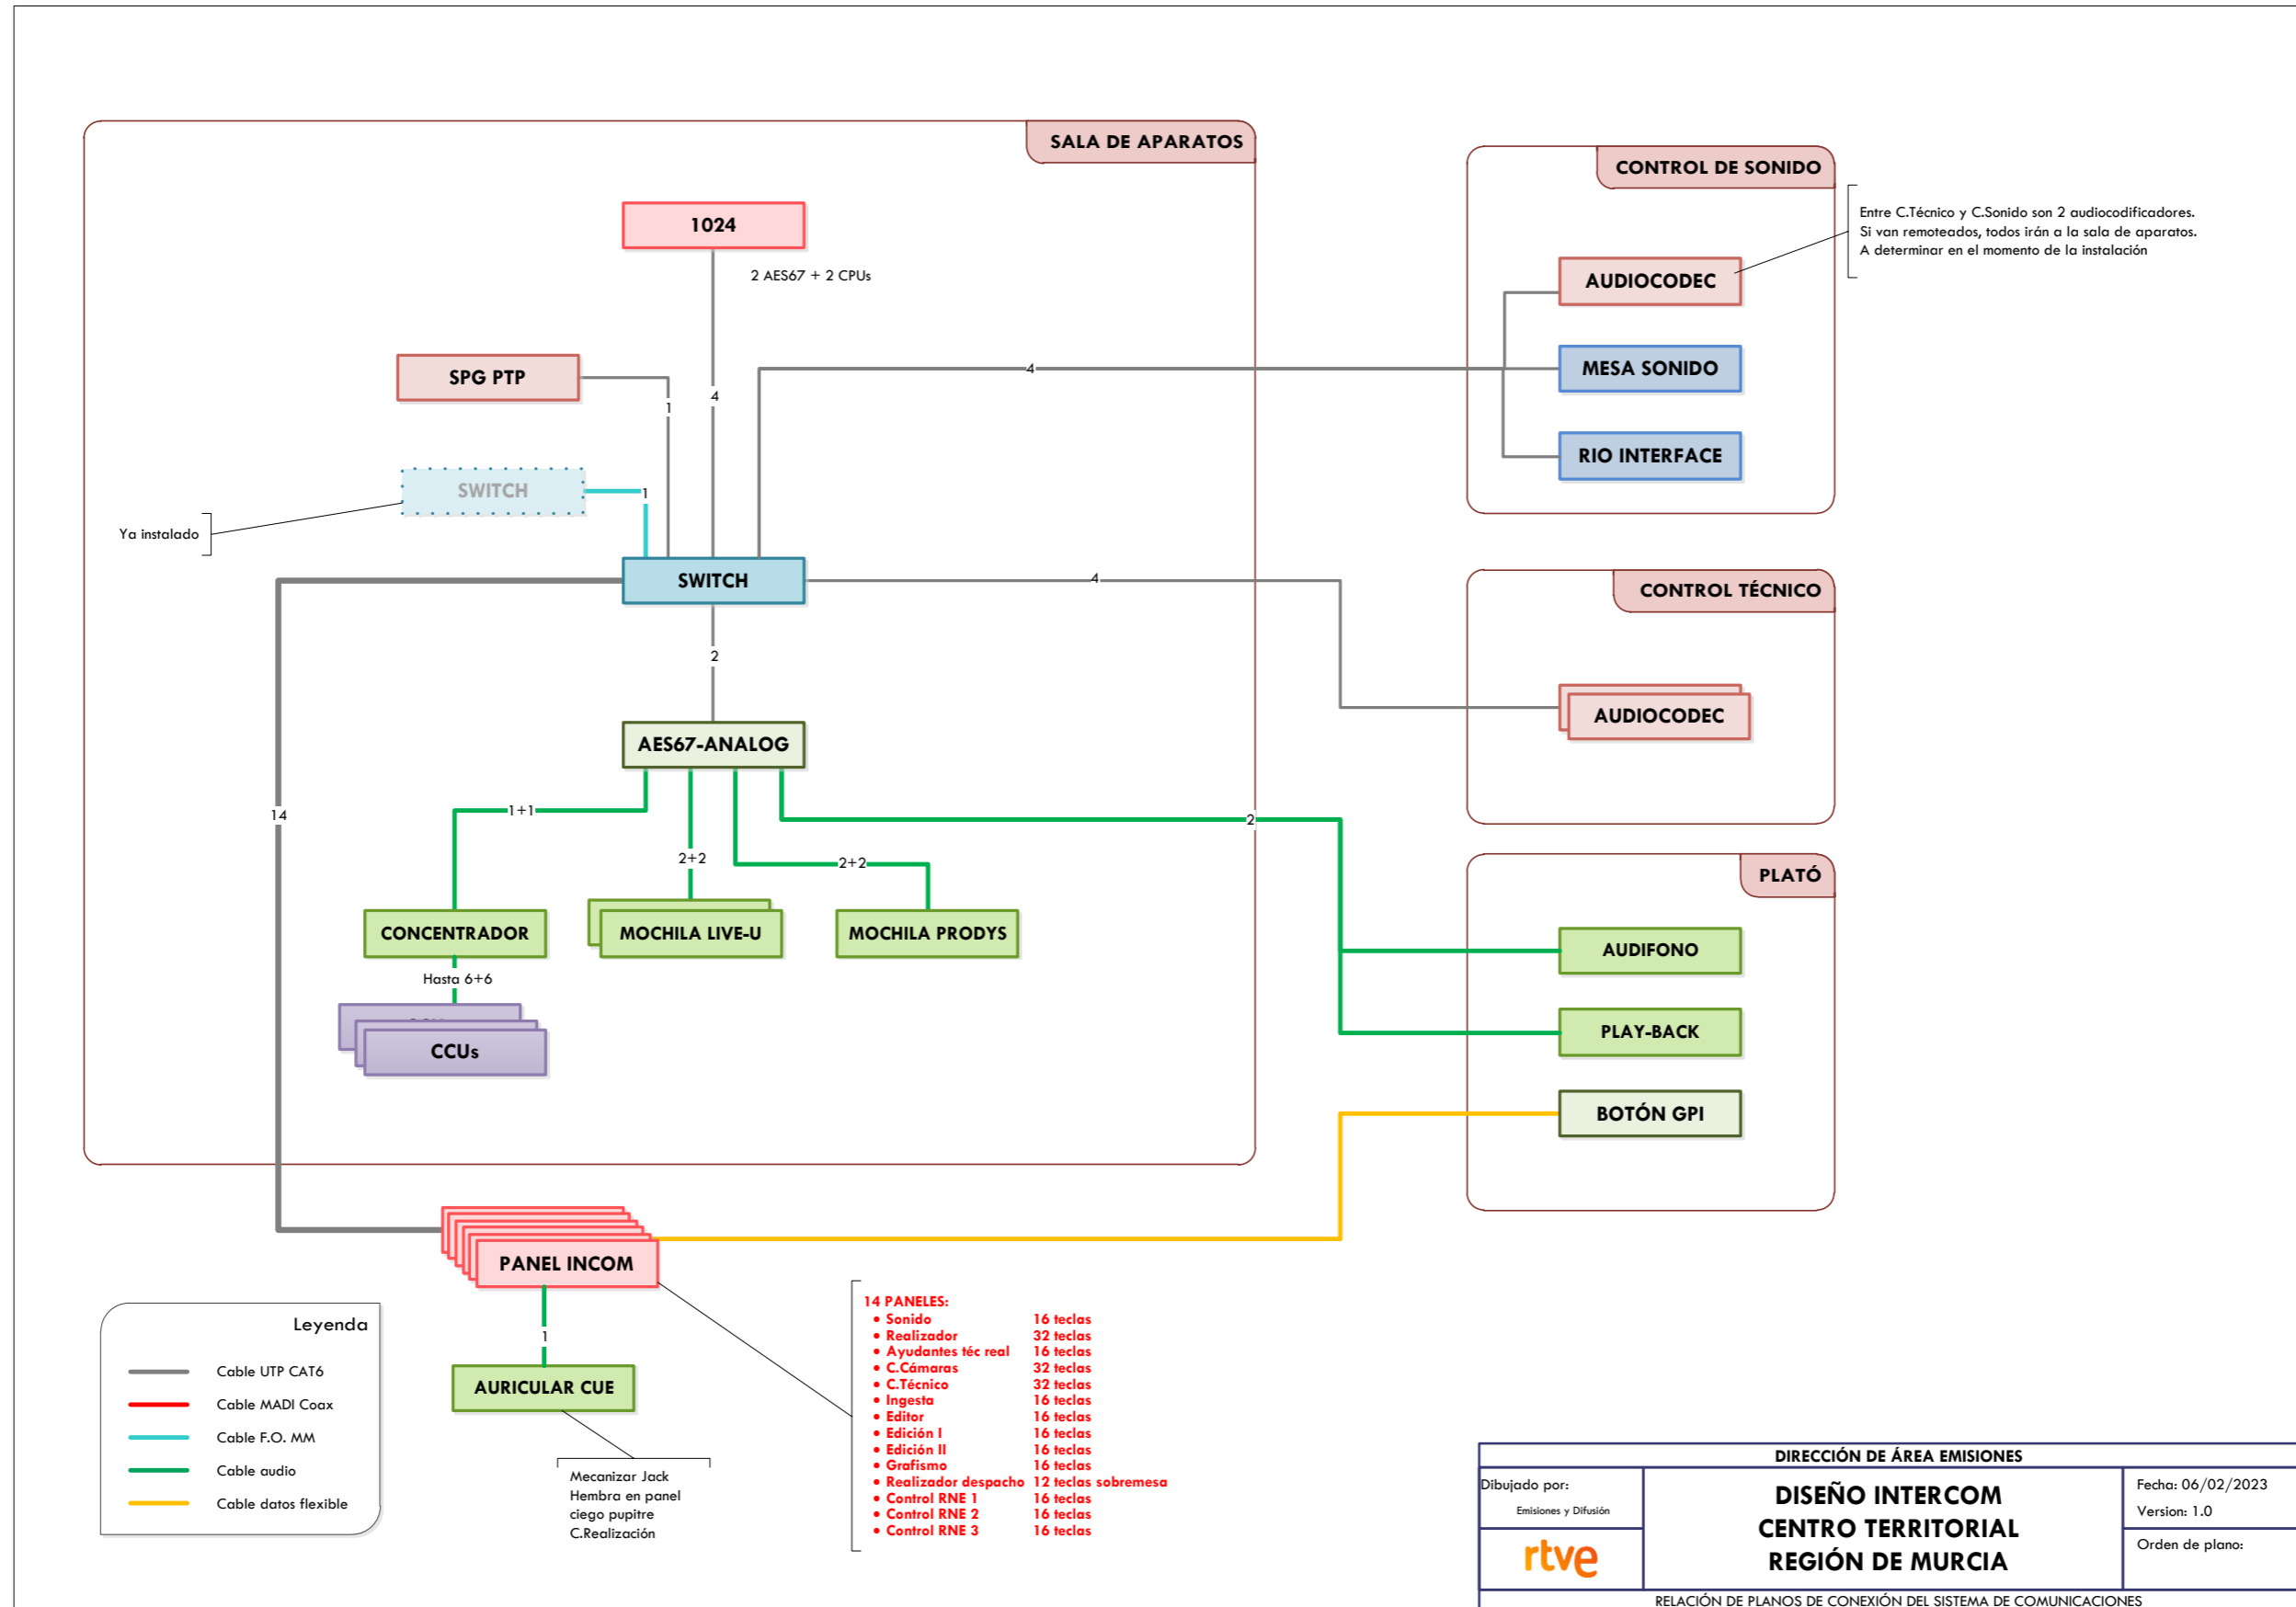 SALA DE APARATOS
1024
2 AES67 + 2 CPUs
SPG PTP
1
4
4
SWITCH
1
Ya instalado
SWITCH
4
2
14
AES67-ANALOG
1+1
2+2
2+2
2
CONCENTRADOR
MOCHILA LIVE-U
MOCHILA PRODYS
Hasta 6+6
CCUs
CONTROL DE SONIDO
AUDIOCODEC
MESA SONIDO
RIO INTERFACE
Entre C.Técnico y C.Sonido son 2 audiocodificadores.
Si van remoteados, todos irán a la sala de aparatos.
A determinar en el momento de la instalación
CONTROL TÉCNICO
AUDIOCODEC
PLATÓ
AUDIFONO
PLAY-BACK
BOTÓN GPI
PANEL INCOM
1
AURICULAR CUE
Mecanizar Jack
Hembra en panel
ciego pupitre
C.Realización
14 PANELES:
• Sonido 16 teclas
• Realizador 32 teclas
• Ayudantes téc real 16 teclas
• C.Cámaras 32 teclas
• C.Técnico 32 teclas
• Ingesta 16 teclas
• Editor 16 teclas
• Edición I 16 teclas
• Edición II 16 teclas
• Grafismo 16 teclas
• Realizador despacho 12 teclas sobremesa
• Control RNE 1 16 teclas
• Control RNE 2 16 teclas
• Control RNE 3 16 teclas
Leyenda
Cable UTP CAT6
Cable MADI Coax
Cable F.O. MM
Cable audio
Cable datos flexible
DIRECCIÓN DE ÁREA EMISIONES
Dibujado por:
Emisiones y Difusión
rtve
DISEÑO INTERCOM
CENTRO TERRITORIAL
REGIÓN DE MURCIA
Fecha: 06/02/2023
Version: 1.0
Orden de plano:
RELACIÓN DE PLANOS DE CONEXIÓN DEL SISTEMA DE COMUNICACIONES